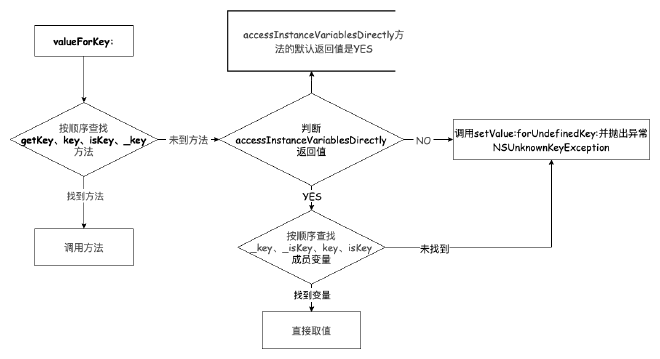 accessInstanceVariablesDirectly方
法的默认返回值是YES
valueForKey:
按顺序查找
getKey、key、isKey、_key
方法
未到方法
判断
accessInstanceVariablesDirectly
返回值
NO
调用setValue:forUndefinedKey:并抛出异常
NSUnknownKeyException
找到方法
YES
调用方法
按顺序查找
_key、_isKey、key、isKey
成员变量
未找到
找到变量
直接取值